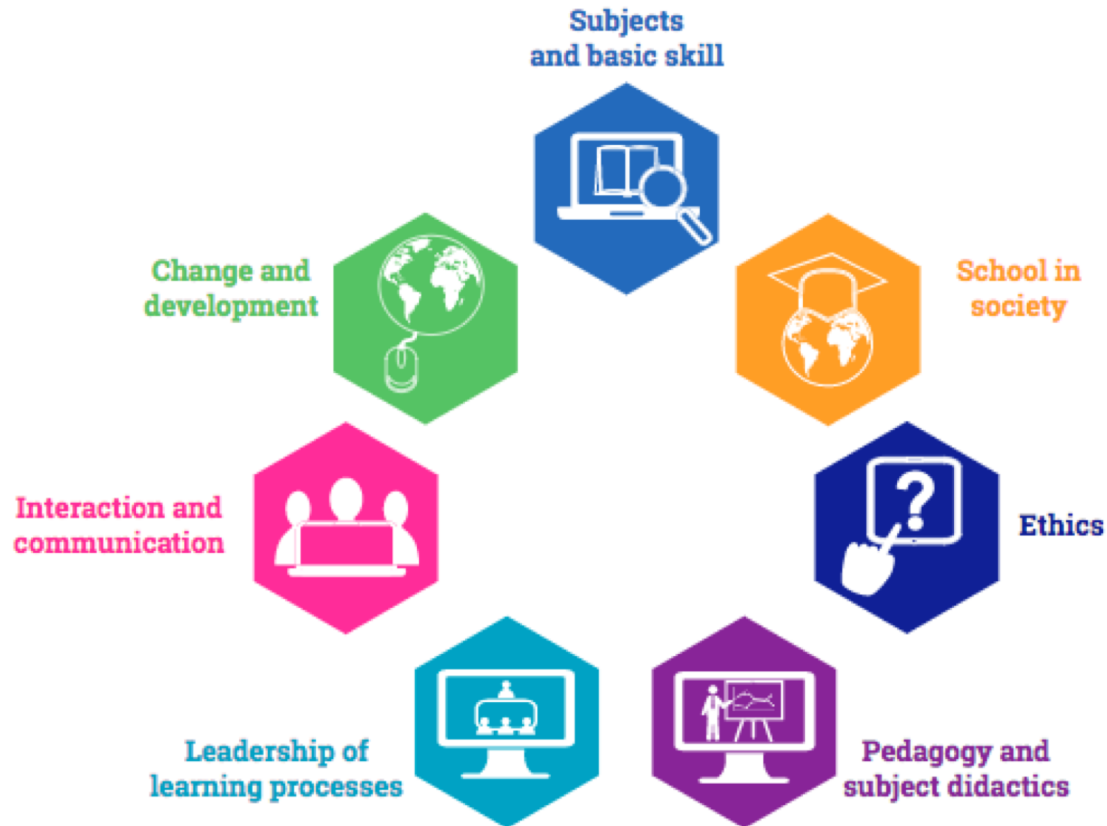 Subjects
and basic skill
Change and
development
School in
society
Interaction and
communication
?
Ethics
Leadership of
learning processes
Pedagogy and
subject didactics